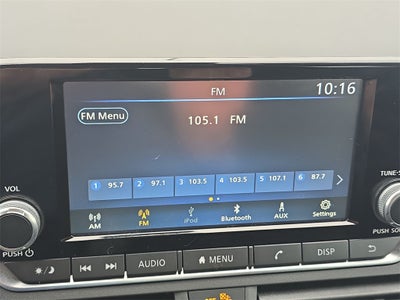 FM
10:16
FM Menu
105.1 FM
1 95.7 2 97.1 3 103.5 4 103.5 5 107.1 6 87.7
VOL
TUNE-S
AM FM iPod Bluetooth AUX Settings
PUSH
PUSH SO
AUDIO MENU DISP